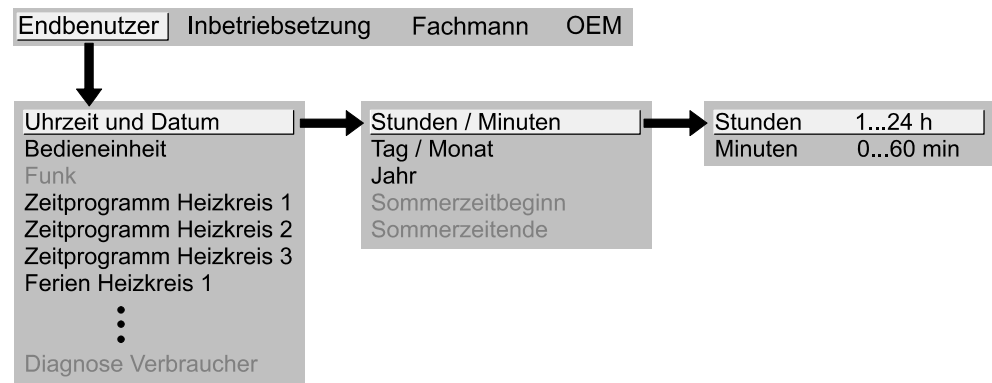 Endbenutzer Inbetriebsetzung Fachmann OEM
Uhrzeit und Datum
Bedieneinheit
Funk
Zeitprogramm Heizkreis 1
Zeitprogramm Heizkreis 2
Zeitprogramm Heizkreis 3
Ferien Heizkreis 1
Diagnose Verbraucher
Stunden / Minuten
Tag / Monat
Jahr
Sommerzeitbeginn
Sommerzeitende
Stunden 1...24 h
Minuten 0...60 min